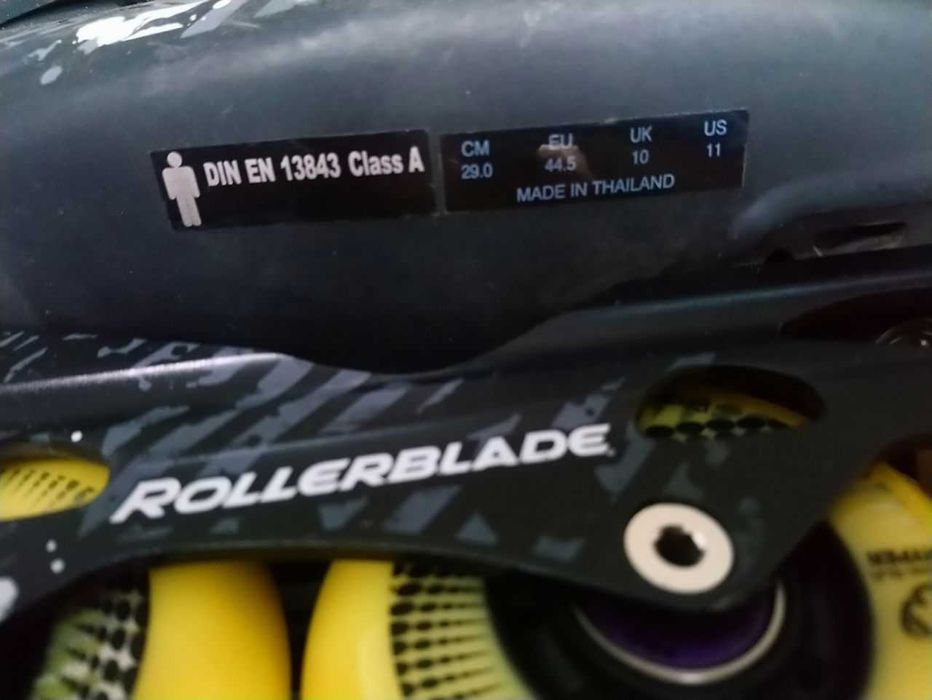 DIN EN 13843 Class A
CM EU UK US
29.0 44.5 10 11
MADE IN THAILAND
ROLLERBLADE